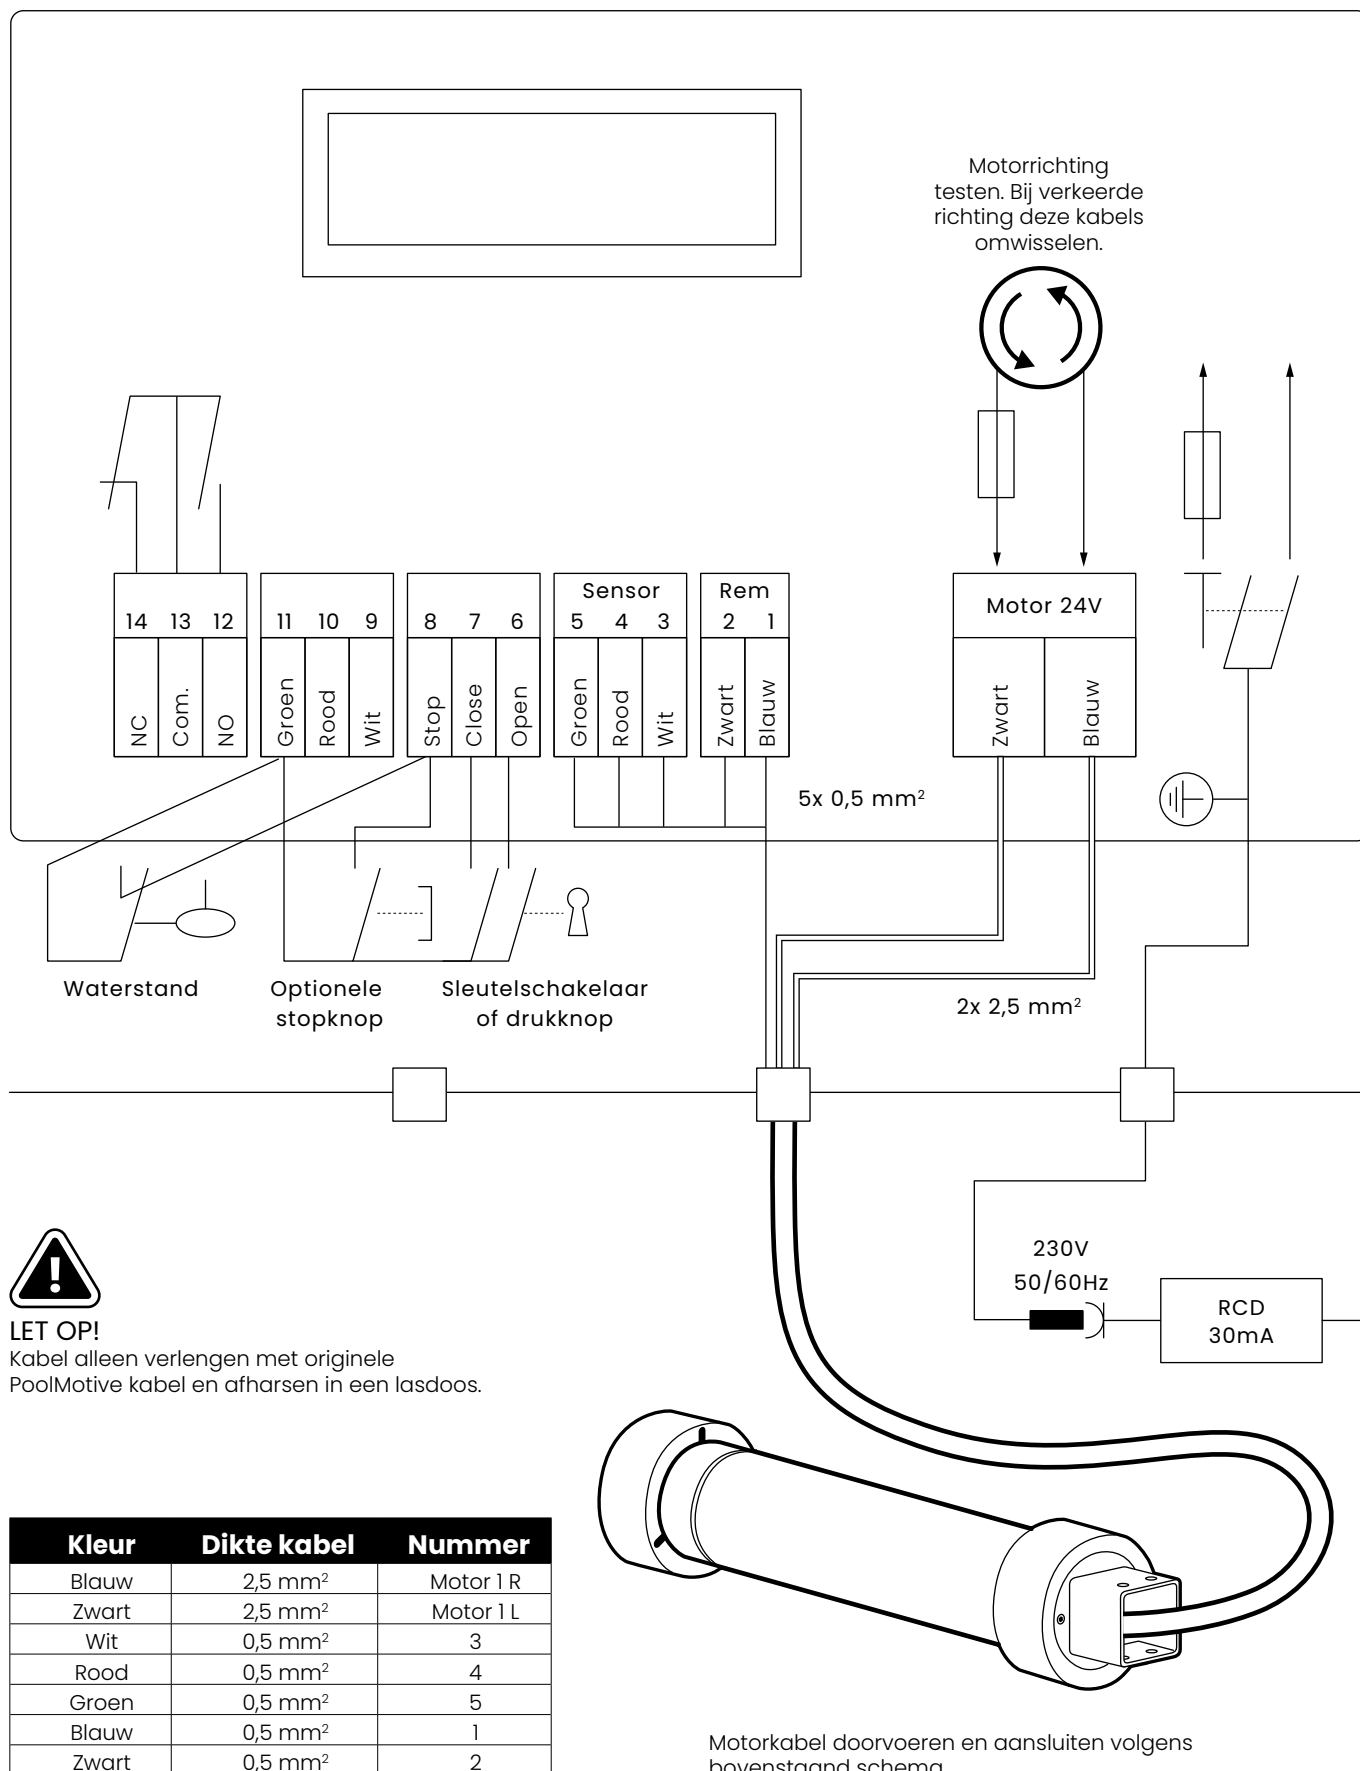 Motorrichting
testen. Bij verkeerde
richting deze kabels
omwisselen.
Sensor
Rem
Motor 24V
14 13 12 11 10 9 8 7 6 5 4 3 2 1
NC Com. NO Groen Rood Wit Stop Close Open Groen Rood Wit Zwart Blauw Zwart Blauw
5x 0,5 mm²
Waterstand
Optionele
stopknop
Sleutelschakelaar
of drukknop
2x 2,5 mm²
230V
50/60Hz
RCD
30mA
LET OP!
Kabel alleen verlengen met originele
PoolMotive kabel en afharsen in een lasdoos.
Kleur Dikte kabel Nummer
Blauw 2,5 mm² Motor 1 R
Zwart 2,5 mm² Motor 1 L
Wit 0,5 mm² 3
Rood 0,5 mm² 4
Groen 0,5 mm² 5
Blauw 0,5 mm² 1
Zwart 0,5 mm² 2
Motorkabel doorvoeren en aansluiten volgens
bovenstaand schema